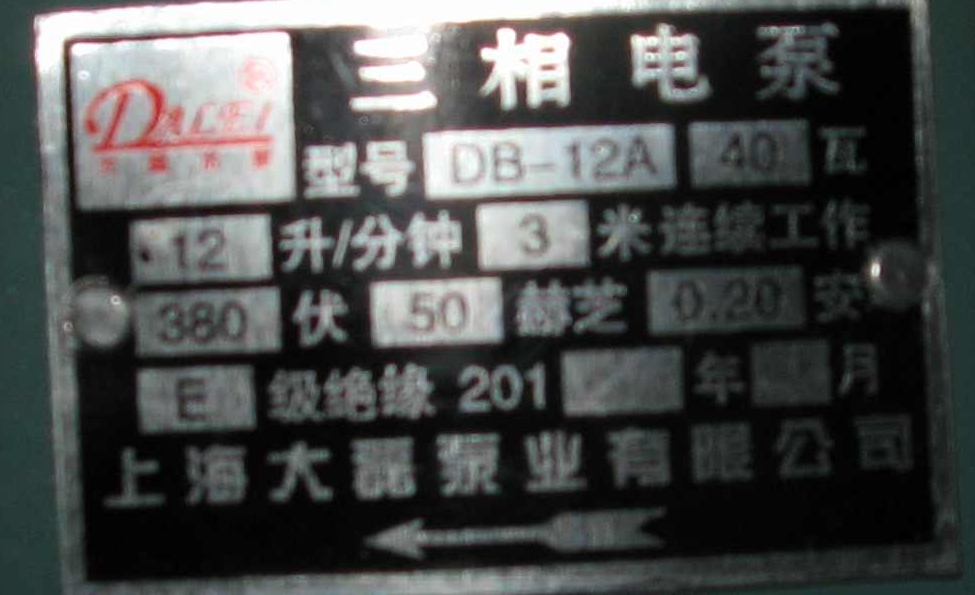 三相电泵
DALEI
型号 DB-12A 40 瓦
12 升/分钟 3 米连续工作
380 伏 50 赫芝 0.20 安
E 级绝缘 201 年 月
上海大磊泵业有限公司